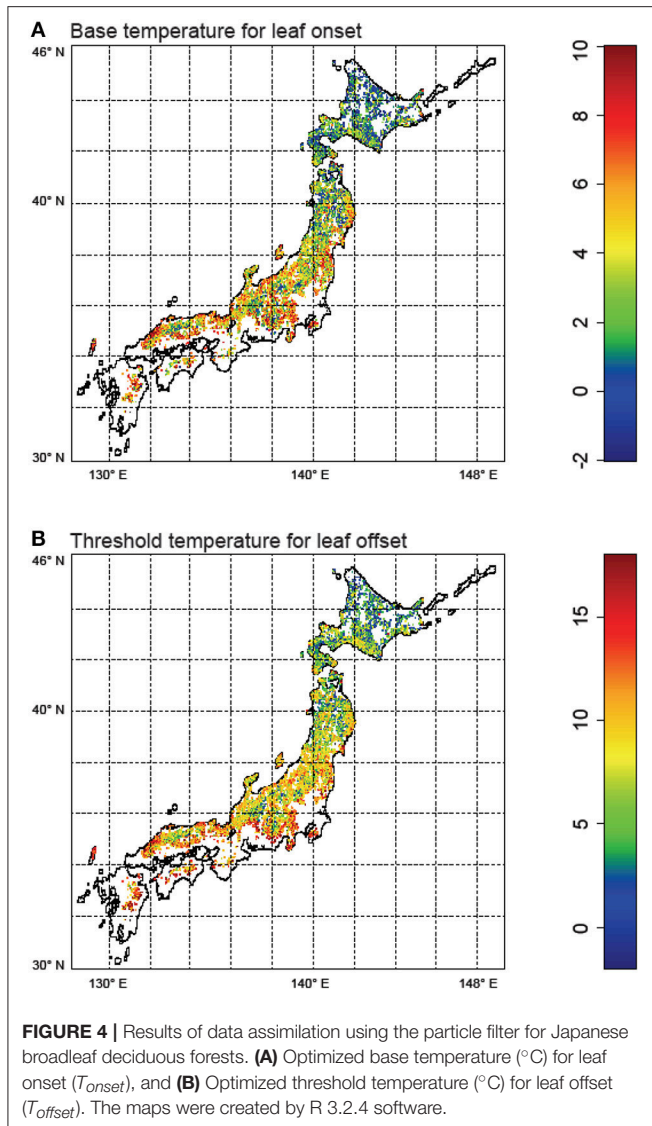 A Base temperature for leaf onset
46° N
40° N
30° N
130° E 140° E 148° E
10
8
6
4
2
0
-2
B Threshold temperature for leaf offset
46° N
40° N
30° N
130° E 140° E 148° E
15
10
5
0
FIGURE 4 | Results of data assimilation using the particle filter for Japanese
broadleaf deciduous forests. (A) Optimized base temperature (°C) for leaf
onset (Tonset), and (B) Optimized threshold temperature (°C) for leaf offset
(Toffset). The maps were created by R 3.2.4 software.